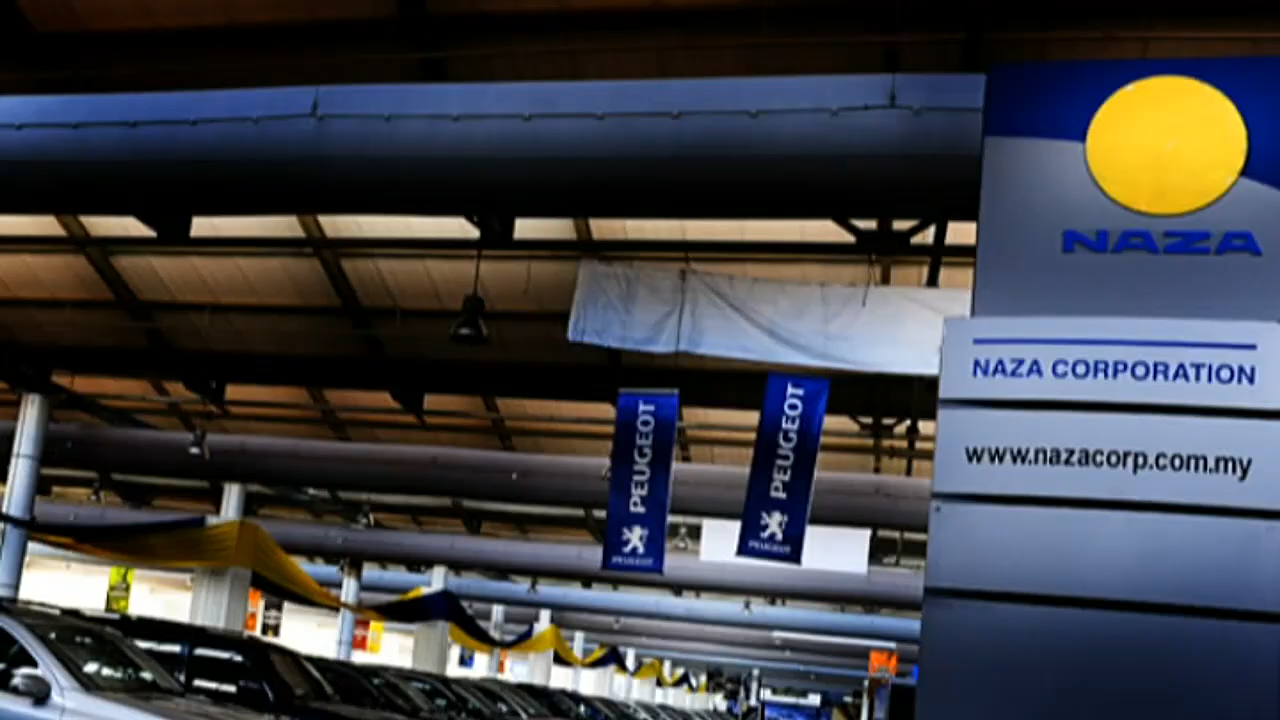 NAZA
NAZA CORPORATION
www.nazacorp.com.my
PEUGEOT
PEUGEOT
PEUGEOT
PEUGEOT